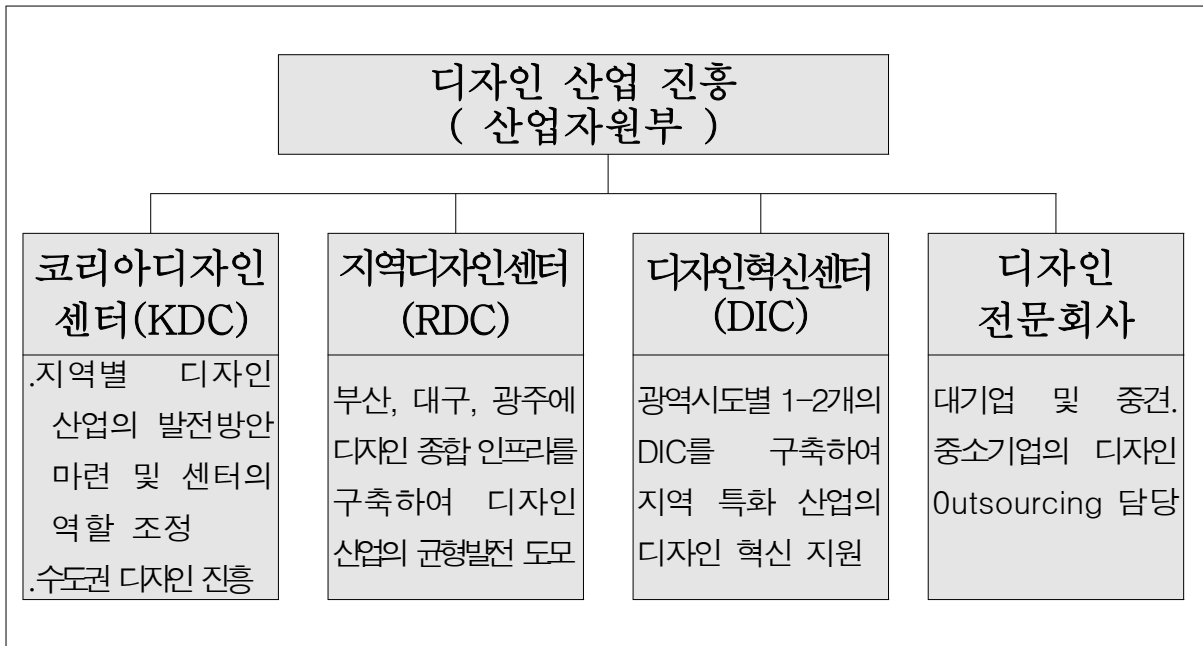 디자인 산업 진흥
( 산업자원부 )
코리아디자인
센터(KDC)
.지역별 디자인
산업의 발전방안
마련 및 센터의
역할 조정
.수도권 디자인 진흥
지역디자인센터
(RDC)
부산, 대구, 광주에
디자인 종합 인프라를
구축하여 디자인
산업의 균형발전 도모
디자인혁신센터
(DIC)
광역시도별 1-2개의
DIC를 구축하여
지역 특화 산업의
디자인 혁신 지원
디자인
전문회사
대기업 및 중견.
중소기업의 디자인
Outsourcing 담당